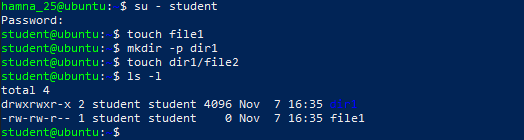 hamna_25@ubuntu:~$ su - student
Password:
student@ubuntu:~$ touch file1
student@ubuntu:~$ mkdir -p dir1
student@ubuntu:~$ touch dir1/file2
student@ubuntu:~$ ls -l
total 4
drwxrwxr-x 2 student student 4096 Nov  7 16:35 dir1
-rw-rw-r-- 1 student student    0 Nov  7 16:35 file1
student@ubuntu:~$